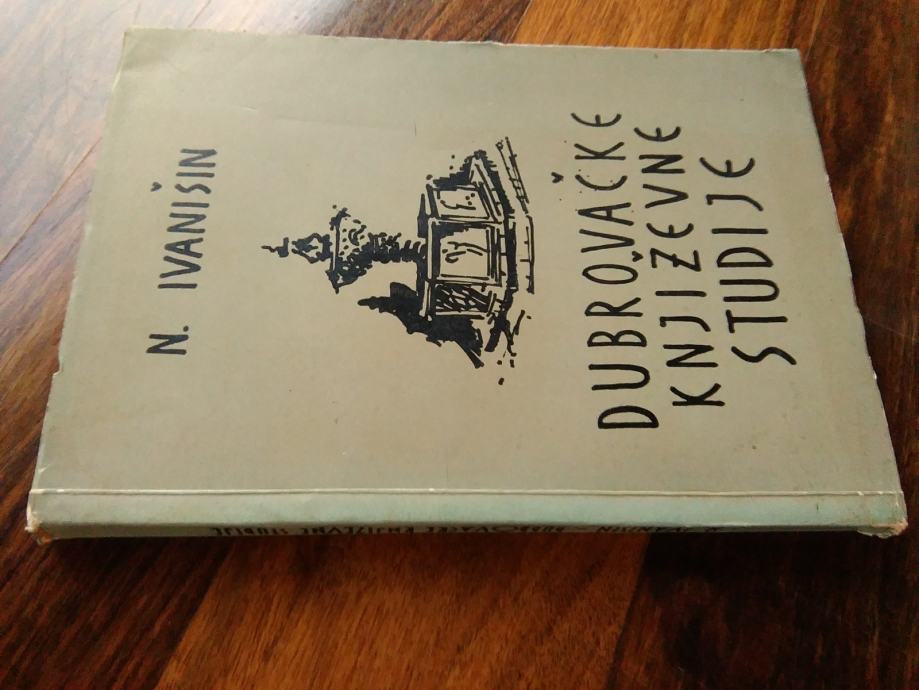 N. IVANIŠIN
DUBROVAČKE
KNJIŽEVNE
STUDIJE